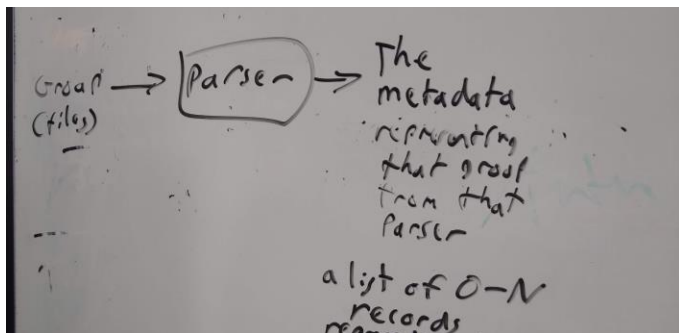 Group → Parser → The
(files)
metadata
representing
that group
from that
Parser
a list of 0-N
records